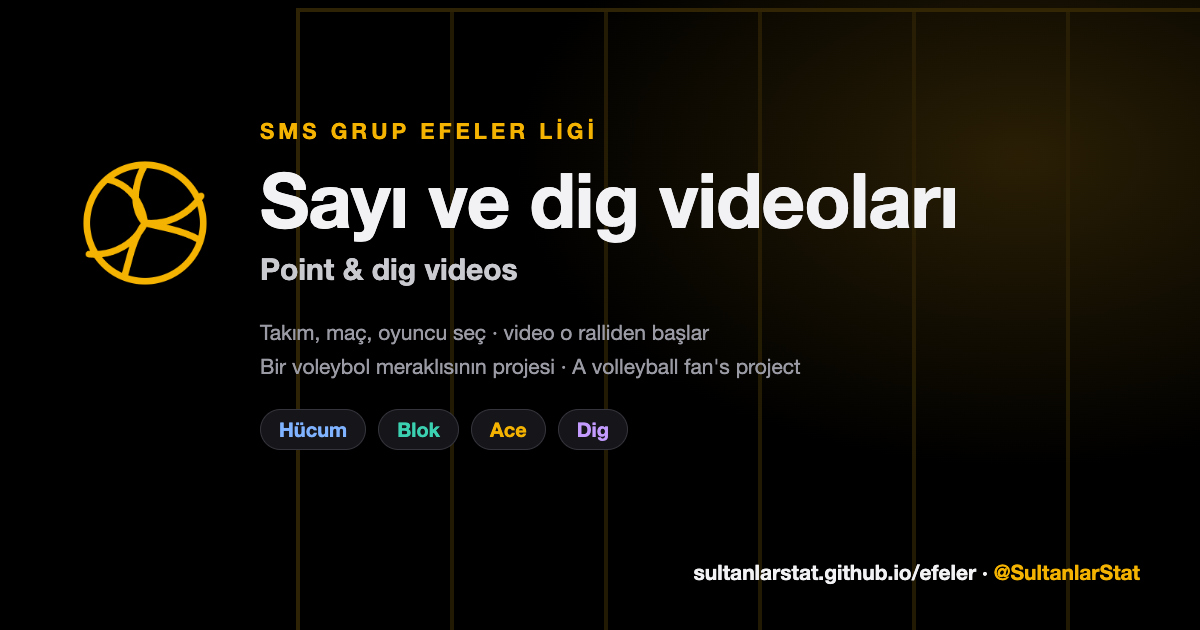 SMS GRUP EFELER LİGİ
Sayı ve dig videoları
Point & dig videos
Takım, maç, oyuncu seç · video o ralliden başlar
Bir voleybol meraklısının projesi · A volleyball fan's project
Hücum Blok Ace Dig
sultanlarstat.github.io/efeler · @SultanlarStat